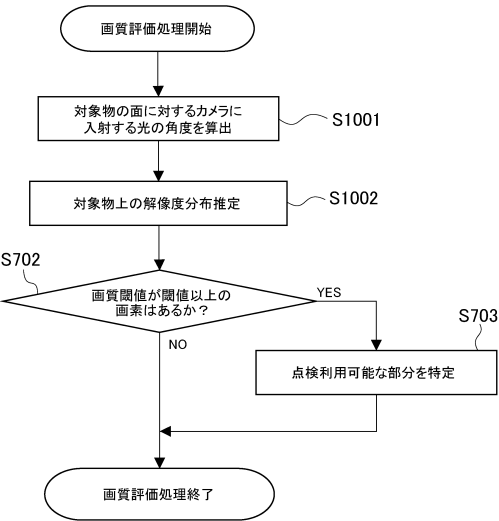 画質評価処理開始
対象物の面に対するカメラに
入射する光の角度を算出
S1001
対象物上の解像度分布推定
S1002
S702
画質閾値が閾値以上の
画素はあるか？
YES
NO
S703
点検利用可能な部分を特定
画質評価処理終了